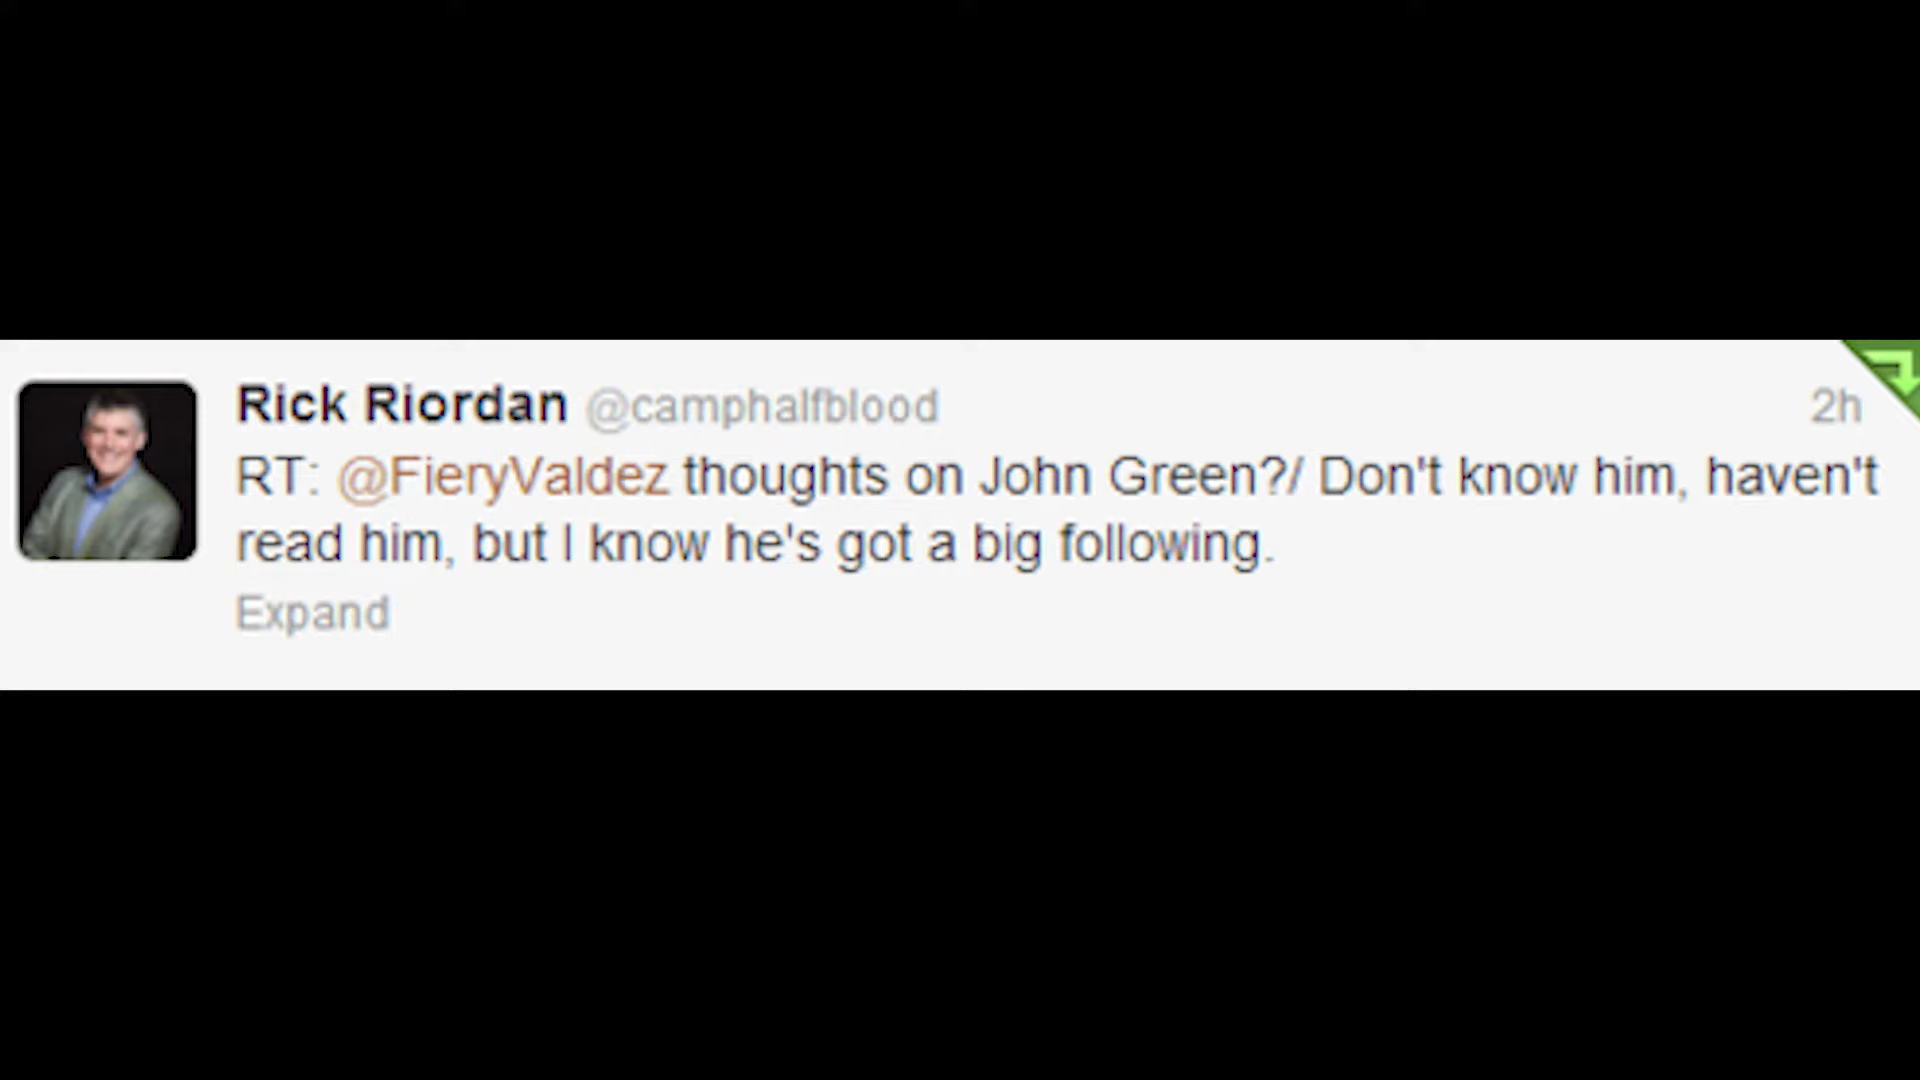 Rick Riordan @camphalfblood 2h
RT: @FieryValdez thoughts on John Green?/ Don't know him, haven't
read him, but I know he's got a big following.
Expand